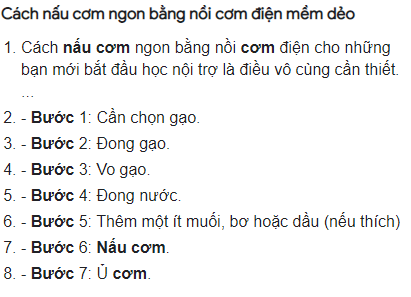 Cách nấu cơm ngon bằng nồi cơm điện mềm dẻo
1. Cách nấu cơm ngon bằng nồi cơm điện cho những
bạn mới bắt đầu học nội trợ là điều vô cùng cần thiết.
...
2. - Bước 1: Cần chọn gạo.
3. - Bước 2: Đong gạo.
4. - Bước 3: Vo gạo.
5. - Bước 4: Đong nước.
6. - Bước 5: Thêm một ít muối, bơ hoặc dầu (nếu thích)
7. - Bước 6: Nấu cơm.
8. - Bước 7: Ủ cơm.